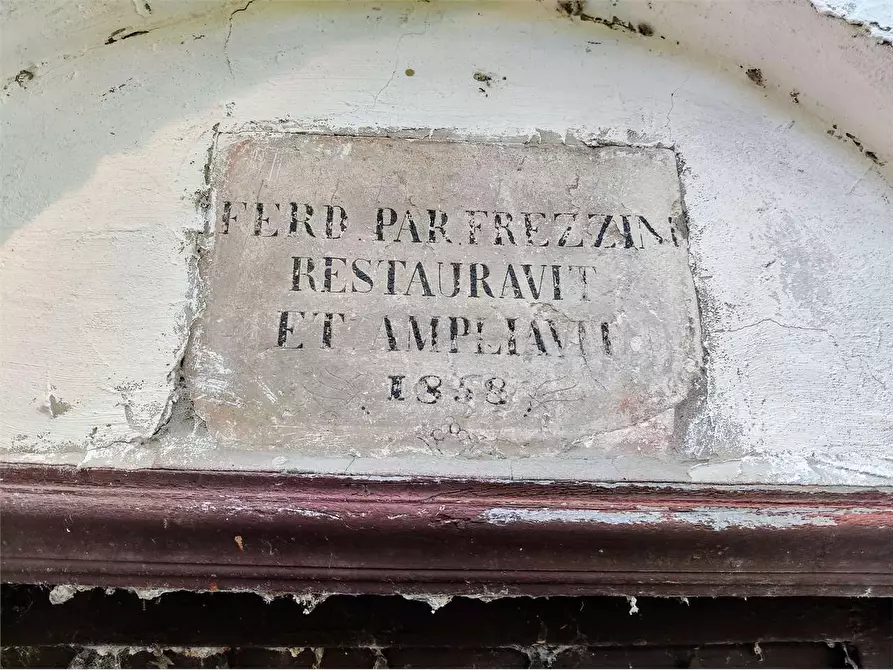 FERD. PAR. FREZZINI
RESTAURAVIT
ET AMPLIAVIT
1858